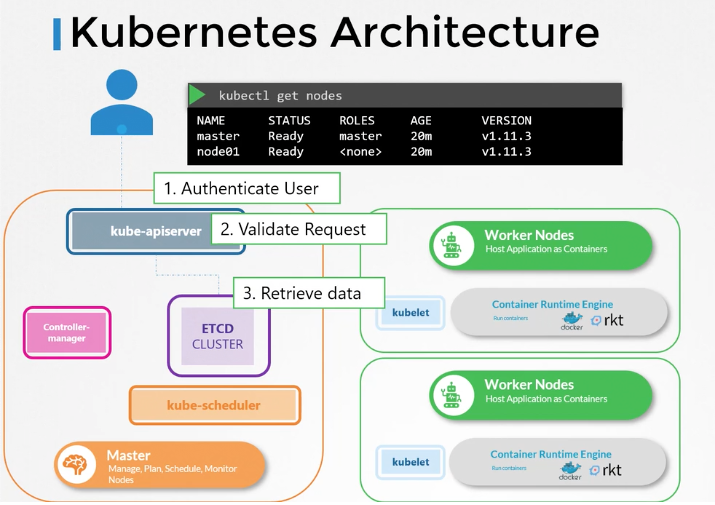 Kubernetes Architecture
kubectl get nodes
NAME STATUS ROLES AGE VERSION
master Ready master 20m v1.11.3
node01 Ready <none> 20m v1.11.3
1. Authenticate User
kube-apiserver
2. Validate Request
3. Retrieve data
Controller-
manager
ETCD
CLUSTER
kube-scheduler
Master
Manage, Plan, Schedule, Monitor
Nodes
Worker Nodes
Host Application as Containers
kubelet
Container Runtime Engine
Run containers
docker
rkt
Worker Nodes
Host Application as Containers
kubelet
Container Runtime Engine
Run containers
docker
rkt